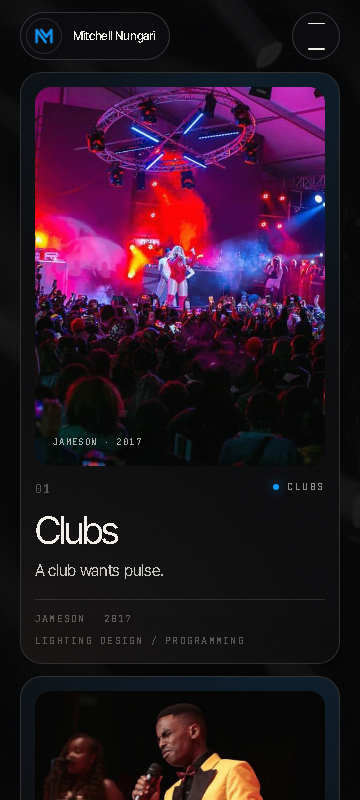 Mitchell Nungari
JAMESON · 2017
01
CLUBS
Clubs
A club wants pulse.
JAMESON 2017
LIGHTING DESIGN / PROGRAMMING